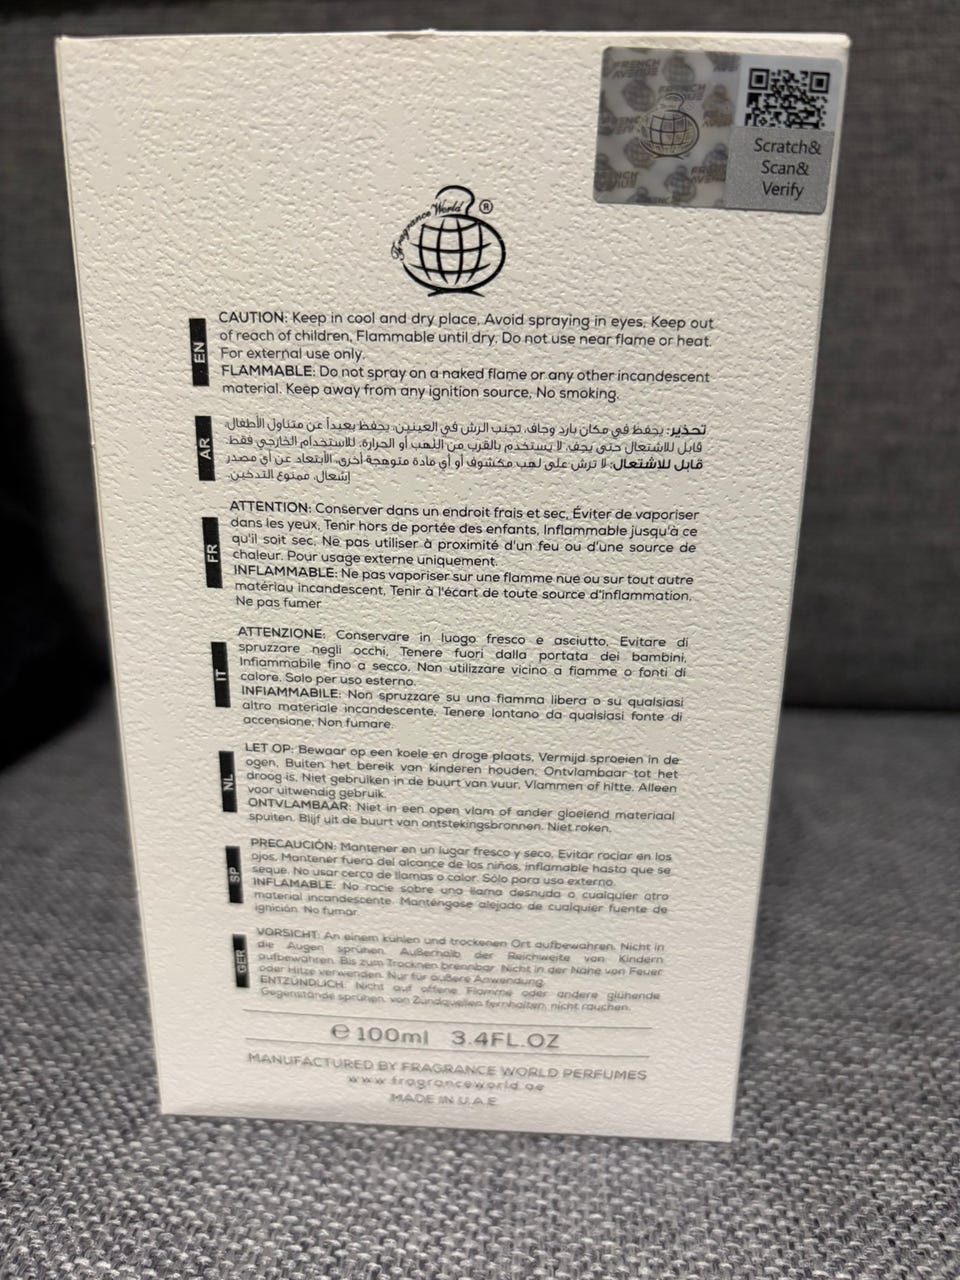 FRENCH AVENUE
Scratch&
Scan&
Verify
Fragrance World ®
EN
CAUTION: Keep in cool and dry place, Avoid spraying in eyes, Keep out
of reach of children, Flammable until dry. Do not use near flame or heat.
For external use only.
FLAMMABLE: Do not spray on a naked flame or any other incandescent
material. Keep away from any ignition source, No smoking.
AR
تحذير: يحفظ في مكان بارد وجاف، تجنب الرش في العينين، يحفظ بعيداً عن متناول الأطفال،
قابل للاشتعال حتى يجف، لا يستخدم بالقرب من اللهب أو الحرارة، للاستخدام الخارجي فقط.
قابل للاشتعال: لا ترش على لهب مكشوف أو أي مادة متوهجة أخرى، الأبتعاد عن أي مصدر
إشعال، ممنوع التدخين.
FR
ATTENTION: Conserver dans un endroit frais et sec, Éviter de vaporiser
dans les yeux, Tenir hors de portée des enfants, Inflammable jusqu'à ce
qu'il soit sec, Ne pas utiliser à proximité d'un feu ou d'une source de
chaleur. Pour usage externe uniquement.
INFLAMMABLE: Ne pas vaporiser sur une flamme nue ou sur tout autre
matériau incandescent, Tenir à l'écart de toute source d'inflammation,
Ne pas fumer
IT
ATTENZIONE: Conservare in luogo fresco e asciutto, Evitare di
spruzzare negli occhi, Tenere fuori dalla portata dei bambini,
Infiammabile fino a secco, Non utilizzare vicino a fiamme o fonti di
calore. Solo per uso esterno.
INFIAMMABILE: Non spruzzare su una fiamma libera o su qualsiasi
altro materiale incandescente, Tenere lontano da qualsiasi fonte di
accensione, Non fumare.
NL
LET OP: Bewaar op een koele en droge plaats, Vermijd sproeien in de
ogen, Buiten het bereik van kinderen houden, Ontvlambaar tot het
droog is, Niet gebruiken in de buurt van vuur, Vlammen of hitte. Alleen
voor uitwendig gebruik.
ONTVLAMBAAR: Niet in een open vlam of ander gloeiend materiaal
spuiten. Blijf uit de buurt van ontstekingsbronnen. Niet roken.
SP
PRECAUCIÓN: Mantener en un lugar fresco y seco, Evitar rociar en los
ojos, Mantener fuera del alcance de los niños, inflamable hasta que se
seque. No usar cerca de llamas o calor. Sólo para uso externo.
INFLAMABLE: No rocie sobre una llama desnuda o cualquier otro
material incandescente. Manténgase alejado de cualquier fuente de
ignición. No fumar
GER
VORSICHT: An einem kühlen und trockenen Ort aufbewahren. Nicht in
die Augen sprühen. Außerhalb der Reichweite von Kindern
aufbewahren. Bis zum Trocknen brennbar. Nicht in der Nähe von Feuer
oder Hitze verwenden. Nur für äußere Anwendung.
ENTZÜNDLICH: Nicht auf offene Flamme oder andere glühende
Gegenstände sprühen, von Zündquellen fernhalten, nicht rauchen.
℮ 100ml 3.4FL.OZ
MANUFACTURED BY FRAGRANCE WORLD PERFUMES
www.fragranceworld.ae
MADE IN U.A.E